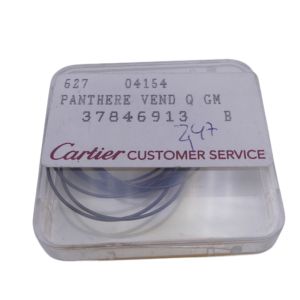 627 04154
PANTHERE VEND Q GM
37846913 B
247
Cartier CUSTOMER SERVICE